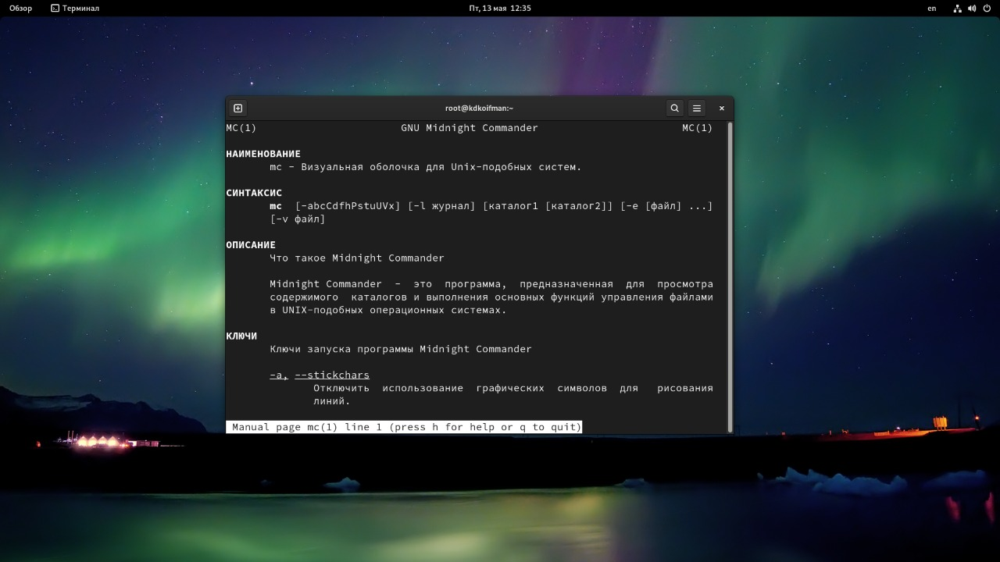 Обзор Терминал Пт, 13 мая 12:35 en
root@kdkoifman:~
MC(1) GNU Midnight Commander MC(1)
НАИМЕНОВАНИЕ
mc - Визуальная оболочка для Unix-подобных систем.
СИНТАКСИС
mc [-abcCdfhPstuUVx] [-l журнал] [каталог1 [каталог2]] [-e [файл] ...]
[-v файл]
ОПИСАНИЕ
Что такое Midnight Commander
Midnight Commander - это программа, предназначенная для просмотра
содержимого каталогов и выполнения основных функций управления файлами
в UNIX-подобных операционных системах.
КЛЮЧИ
Ключи запуска программы Midnight Commander
-a, --stickchars
Отключить использование графических символов для рисования
линий.
Manual page mc(1) line 1 (press h for help or q to quit)